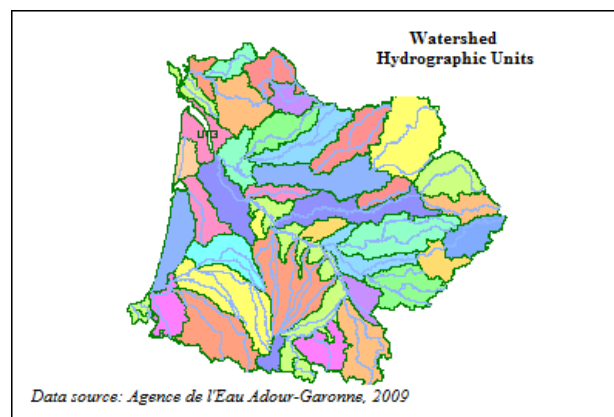 Watershed
Hydrographic Units
Data source: Agence de l'Eau Adour-Garonne, 2009